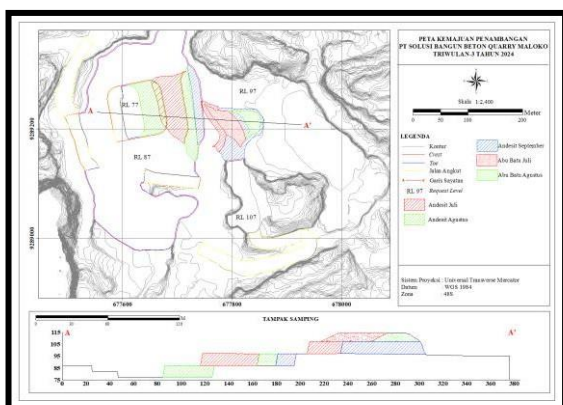 PETA KEMAJUAN PENAMBANGAN
PT SOLUSI BANGUN BETON QUARRY MALOKO
TRIWULAN-3 TAHUN 2024
Skala 1:2,400
0 50 100 200
Meter
LEGENDA
Kontur
Crest
Toe
Jalan Angkut
Garis Sayatan
RL 97 Request Level
Andesit Juli
Andesit Agustus
Andesit September
Abu Batu Juli
Abu Batu Agustus
Sistem Proyeksi : Universal Transverse Mercator
Datum : WGS 1984
Zona : 49S
RL 97
RL 77
A
A'
RL 87
RL 107
9289200
9289000
677600
677800
678000
TAMPAK SAMPING
A
A'
115
105
95
85
75
0 20 40 60 80 100 120 140 160 180 200 220 240 260 280 300 320 340 360 380